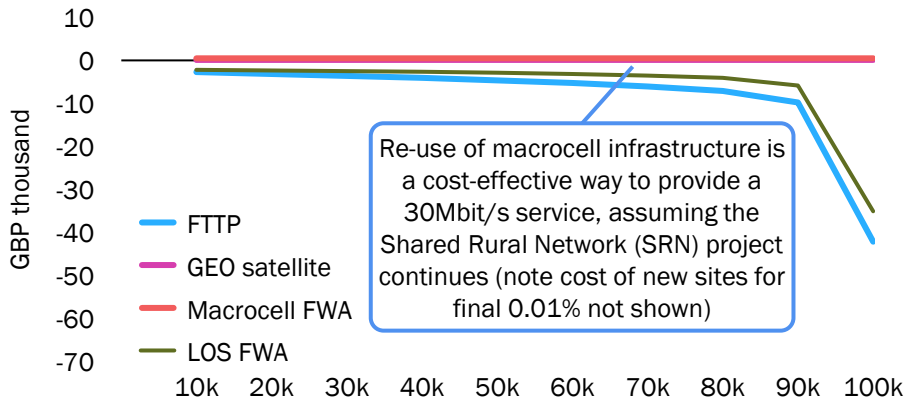 10
0
-10
-20
-30
-40
-50
-60
-70
GBP thousand
Re-use of macrocell infrastructure is
a cost-effective way to provide a
30Mbit/s service, assuming the
Shared Rural Network (SRN) project
continues (note cost of new sites for
final 0.01% not shown)
FTTP
GEO satellite
Macrocell FWA
LOS FWA
10k 20k 30k 40k 50k 60k 70k 80k 90k 100k